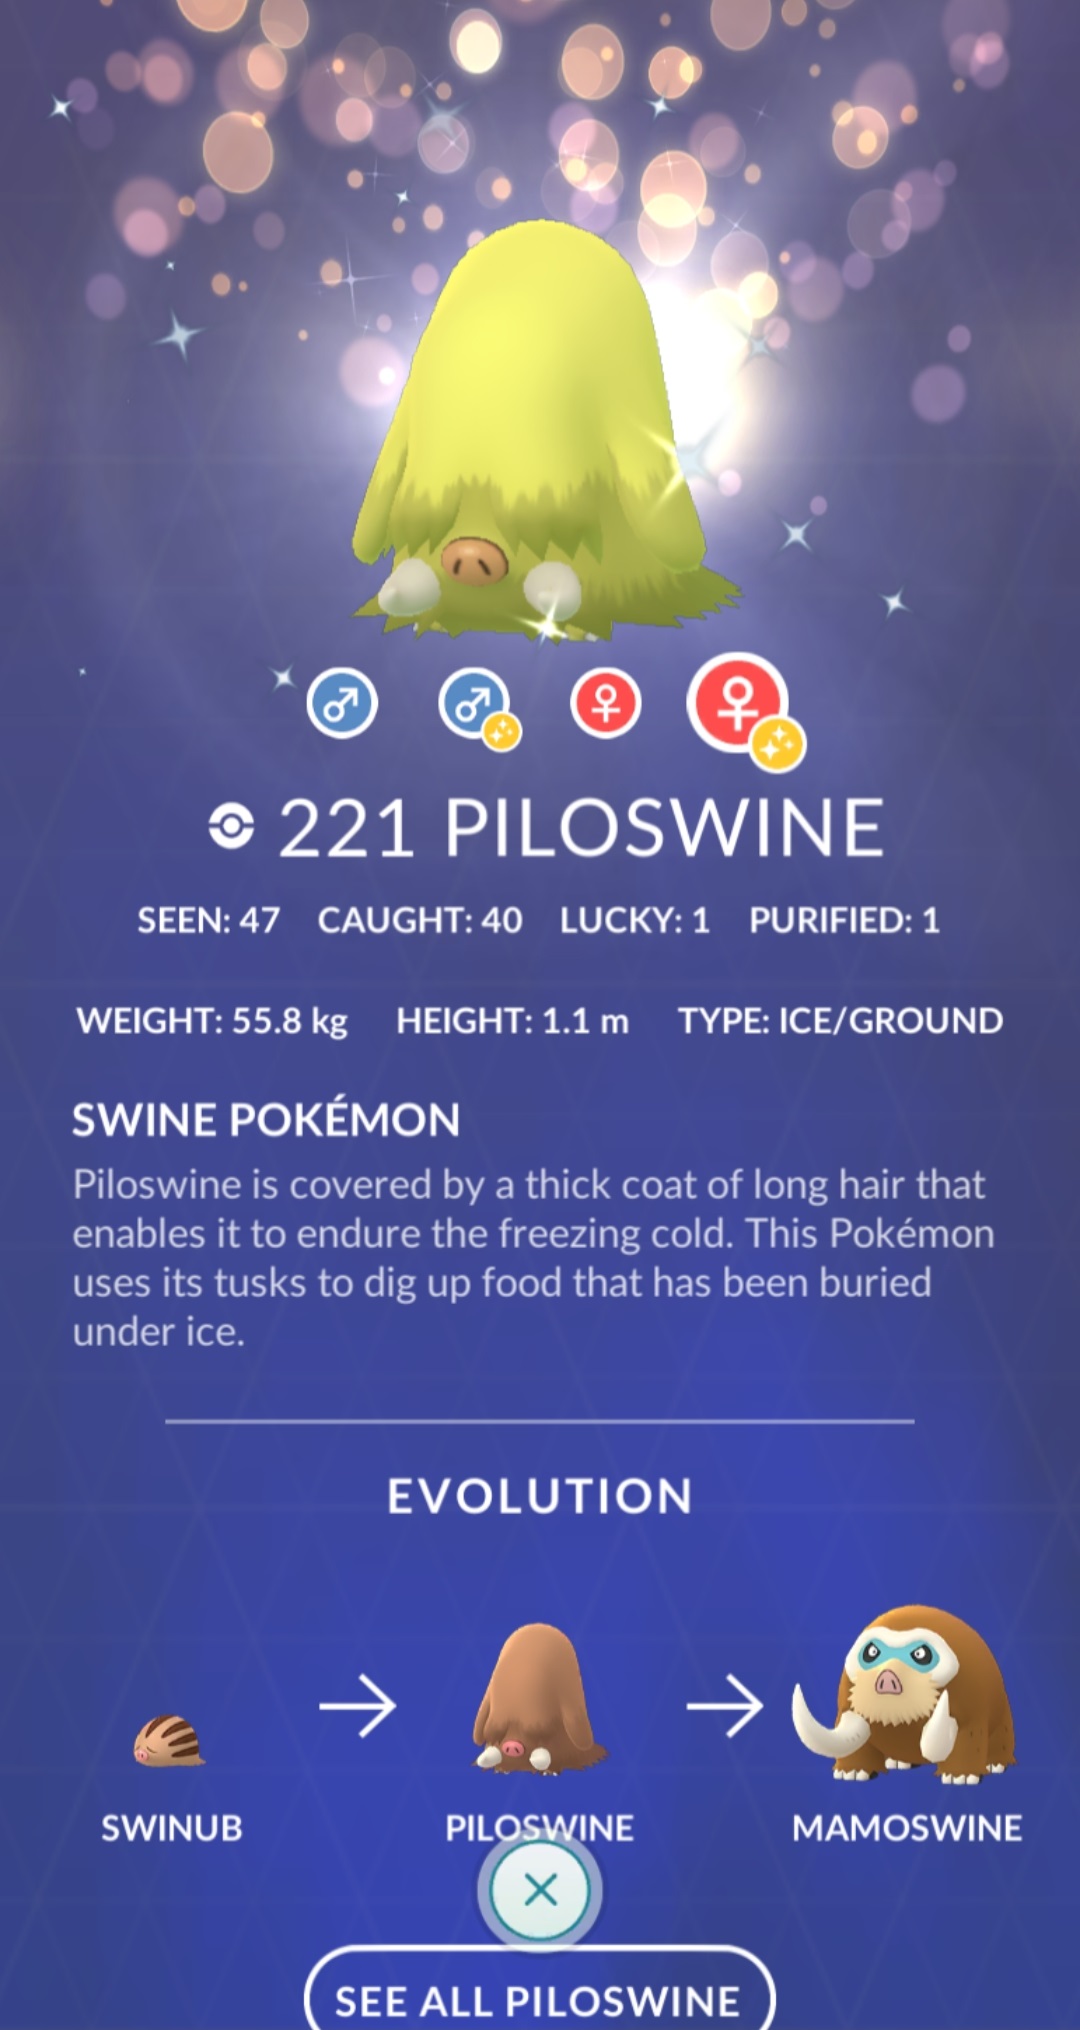 221 PILOSWINE
SEEN: 47 CAUGHT: 40 LUCKY: 1 PURIFIED: 1
WEIGHT: 55.8 kg HEIGHT: 1.1 m TYPE: ICE/GROUND
SWINE POKÉMON
Piloswine is covered by a thick coat of long hair that
enables it to endure the freezing cold. This Pokémon
uses its tusks to dig up food that has been buried
under ice.
EVOLUTION
SWINUB PILOSWINE MAMOSWINE
SEE ALL PILOSWINE